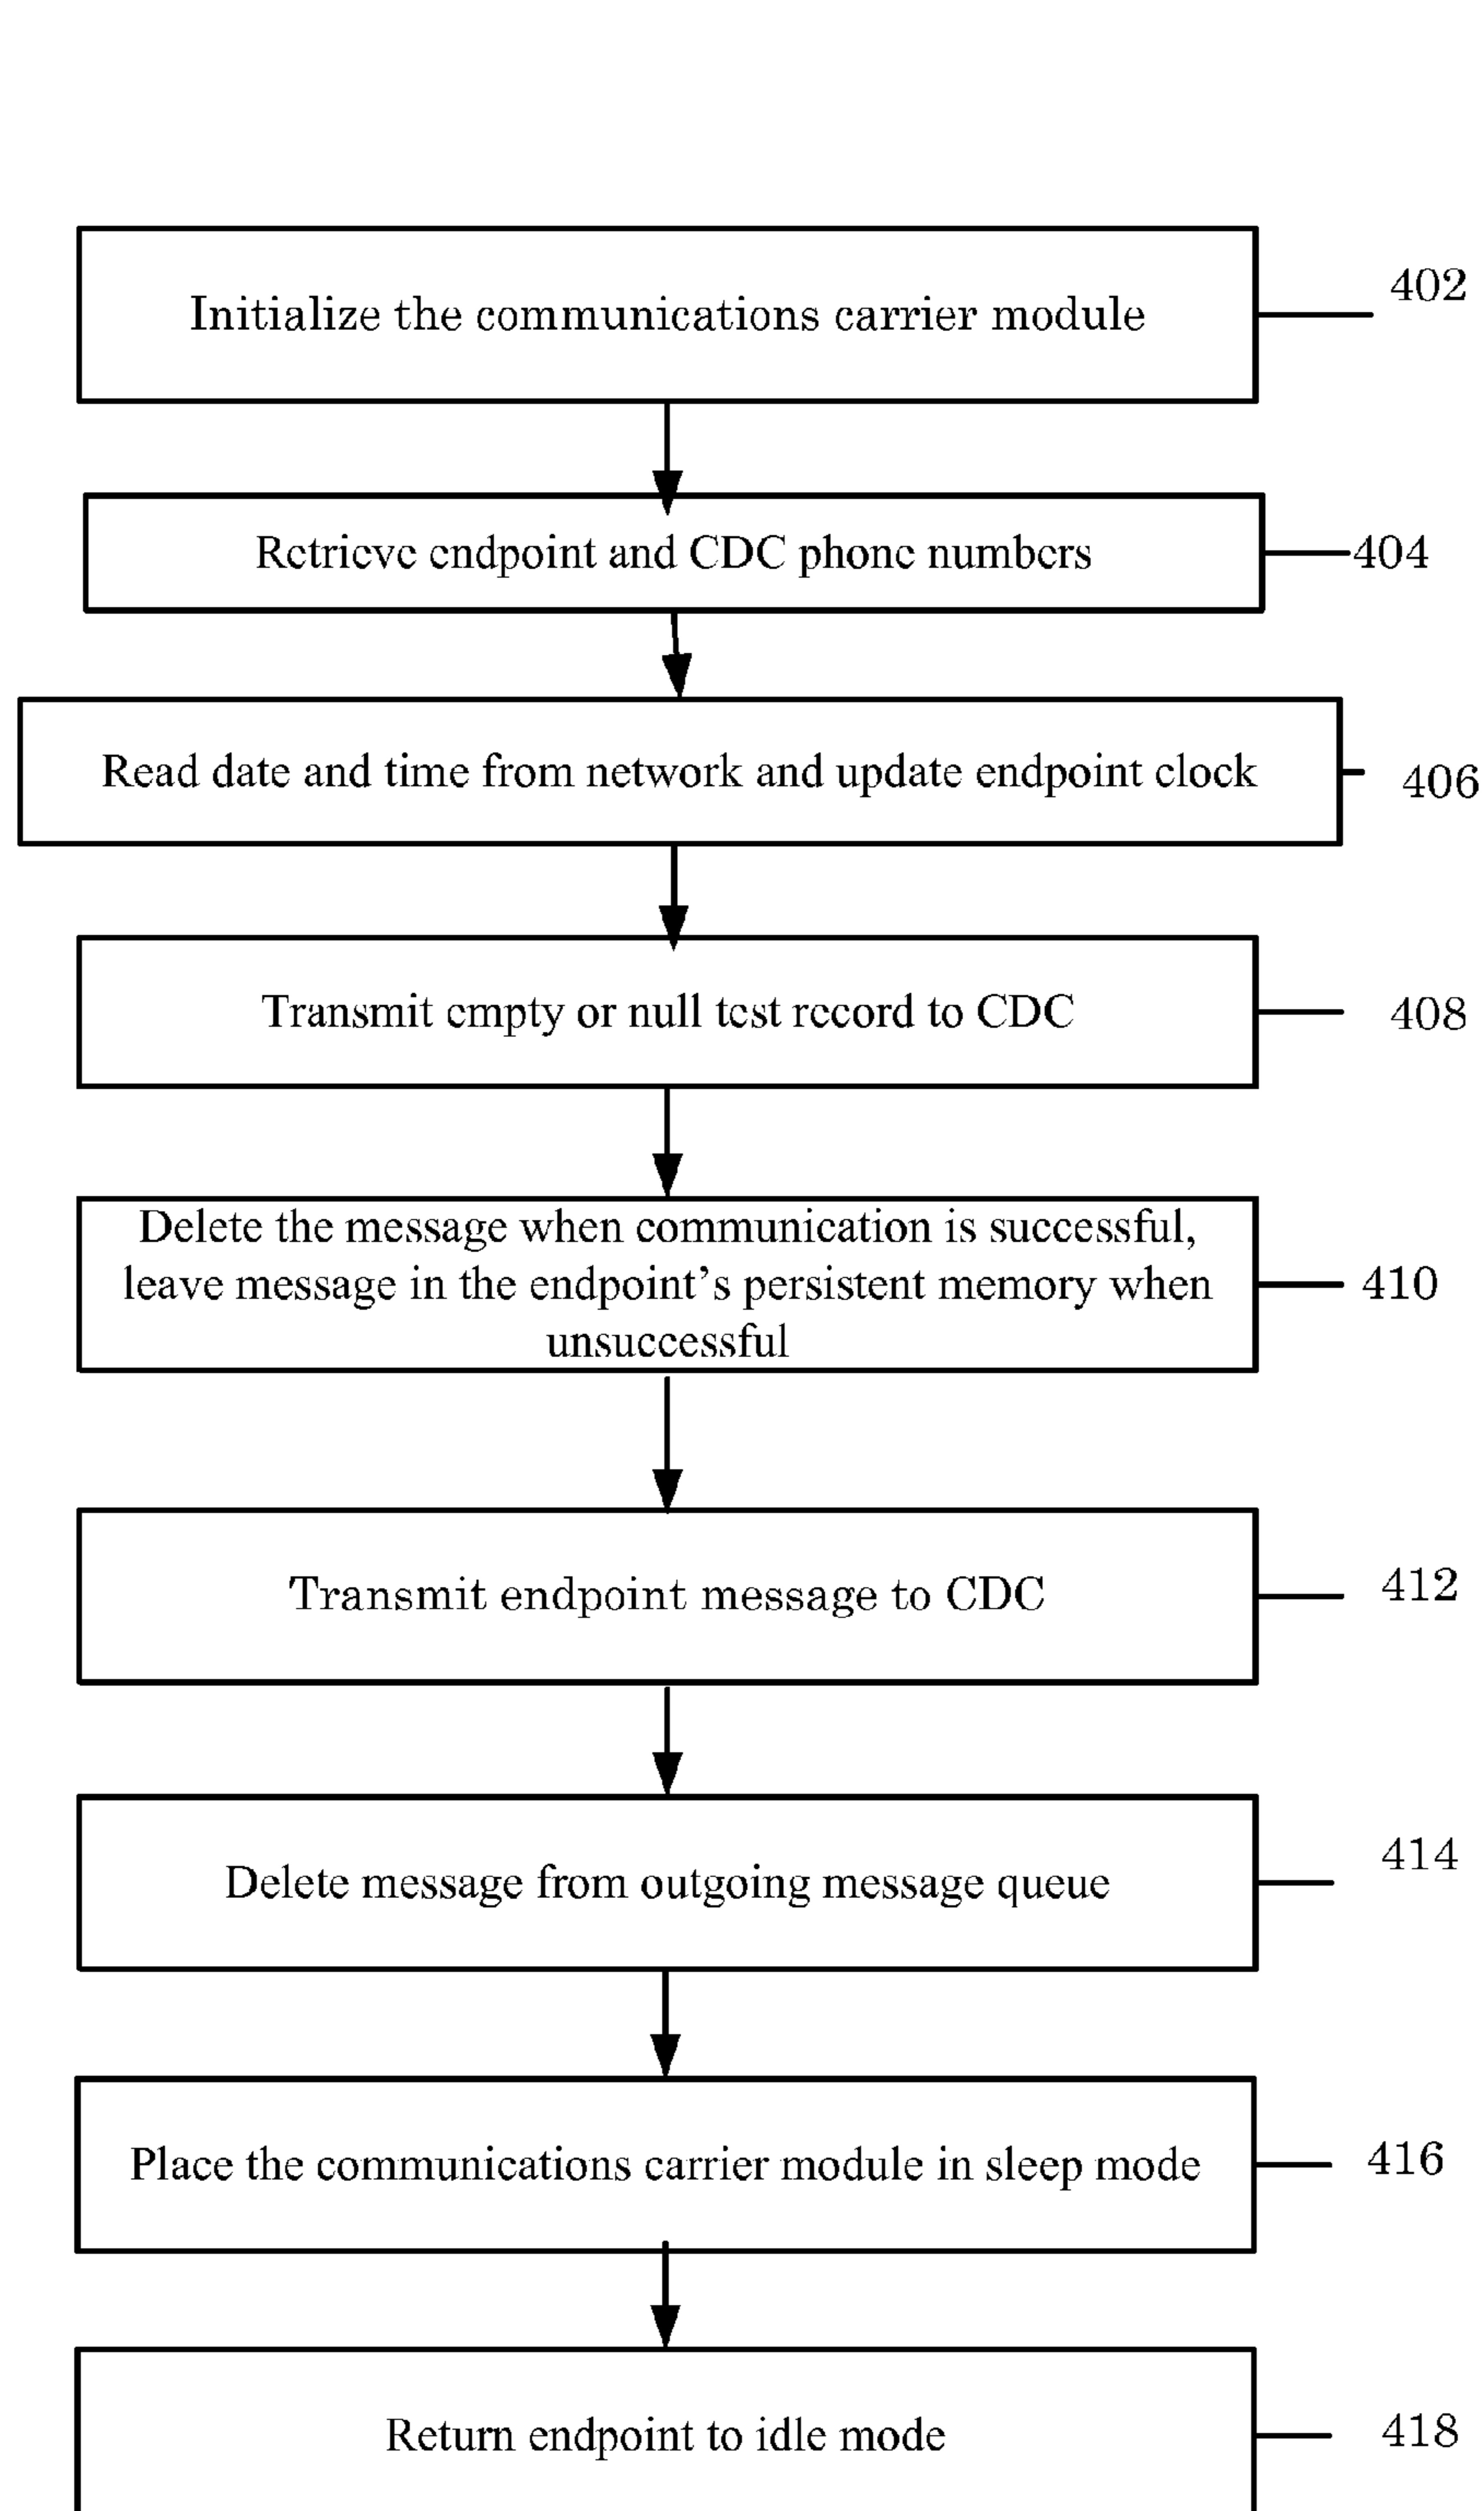 Initialize the communications carrier module
402
Retrieve endpoint and CDC phone numbers
404
Read date and time from network and update endpoint clock
406
Transmit empty or null test record to CDC
408
Delete the message when communication is successful,
leave message in the endpoint's persistent memory when
unsuccessful
410
Transmit endpoint message to CDC
412
Delete message from outgoing message queue
414
Place the communications carrier module in sleep mode
416
Return endpoint to idle mode
418